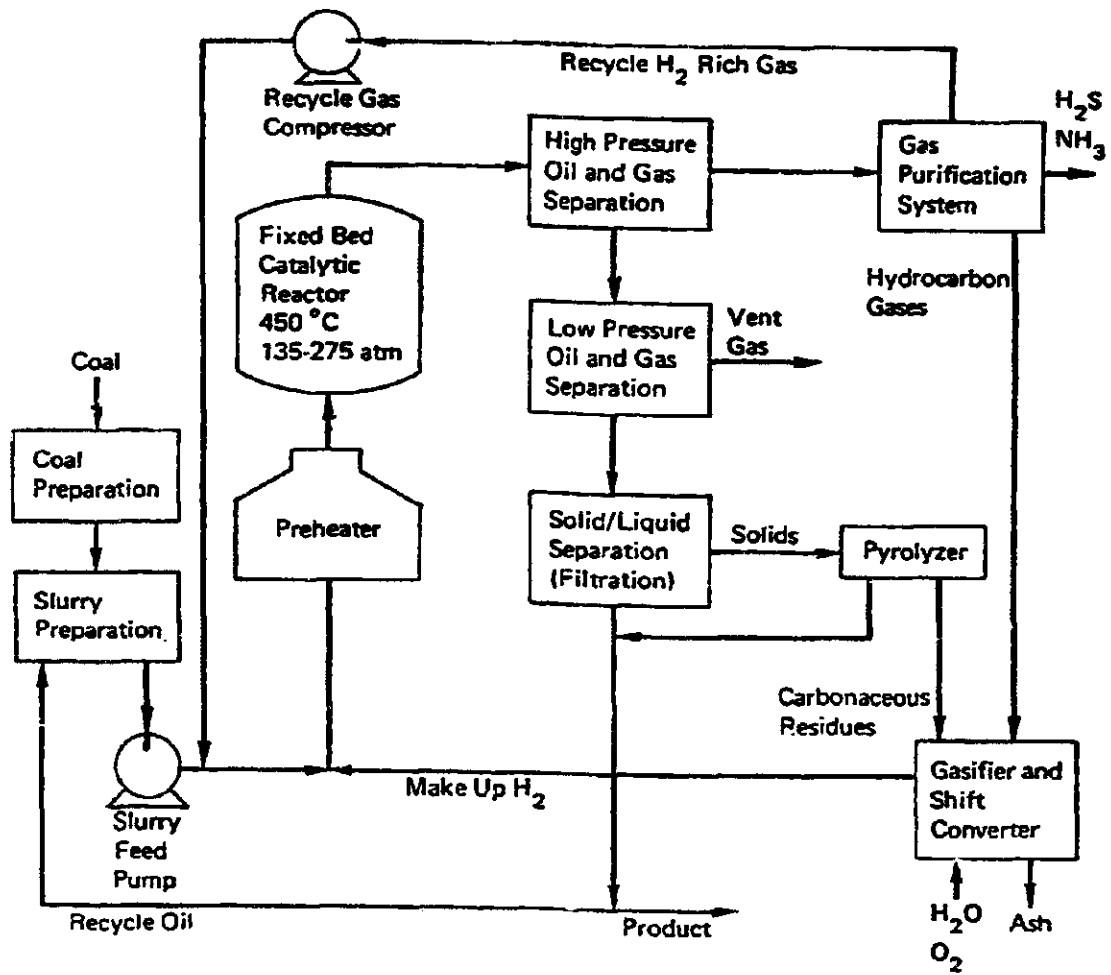 Recycle H2 Rich Gas
Recycle Gas
Compressor
H2S
NH3
High Pressure
Oil and Gas
Separation
Gas
Purification
System
Fixed Bed
Catalytic
Reactor
450 °C
135-275 atm
Hydrocarbon
Gases
Low Pressure
Oil and Gas
Separation
Vent
Gas
Coal
Coal
Preparation
Preheater
Solid/Liquid
Separation
(Filtration)
Solids
Pyrolyzer
Slurry
Preparation
Carbonaceous
Residues
Make Up H2
Gasifier and
Shift
Converter
Slurry
Feed
Pump
Recycle Oil
Product
H2O
O2
Ash